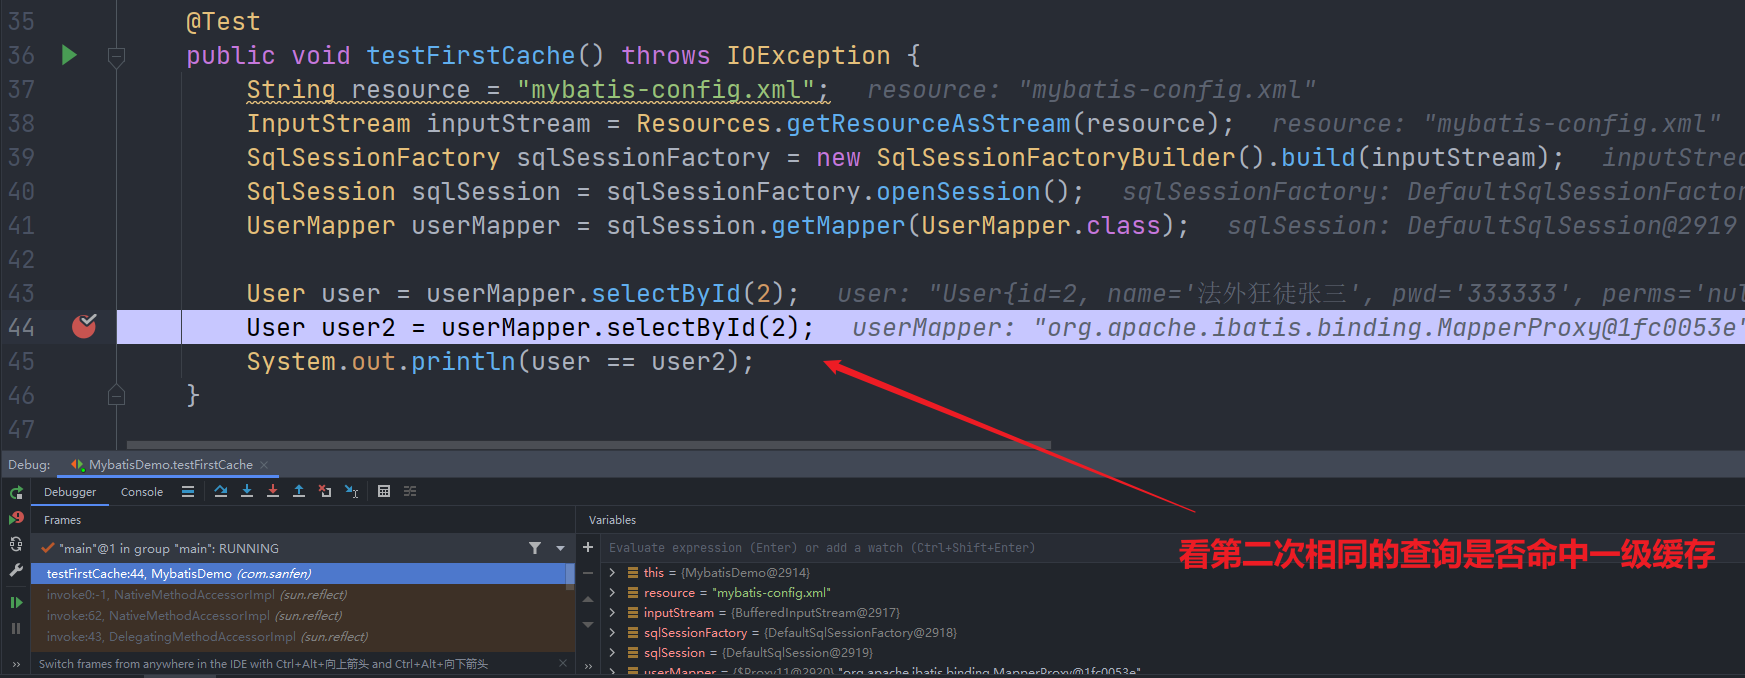 35 @Test
36 public void testFirstCache() throws IOException {
37 String resource = "mybatis-config.xml"; resource: "mybatis-config.xml"
38 InputStream inputStream = Resources.getResourceAsStream(resource); resource: "mybatis-config.xml"
39 SqlSessionFactory sqlSessionFactory = new SqlSessionFactoryBuilder().build(inputStream); inputStrea
40 SqlSession sqlSession = sqlSessionFactory.openSession(); sqlSessionFactory: DefaultSqlSessionFactor
41 UserMapper userMapper = sqlSession.getMapper(UserMapper.class); sqlSession: DefaultSqlSession@2919
42
43 User user = userMapper.selectById(2); user: "User{id=2, name='法外狂徒张三', pwd='333333', perms='nul
44 User user2 = userMapper.selectById(2); userMapper: "org.apache.ibatis.binding.MapperProxy@1fc0053e"
45 System.out.println(user == user2);
46 }
47
Debug: MybatisDemo.testFirstCache
Debugger Console
Frames
Variables
"main"@1 in group "main": RUNNING
Evaluate expression (Enter) or add a watch (Ctrl+Shift+Enter)
看第二次相同的查询是否命中一级缓存
testFirstCache:44, MybatisDemo (com.sanfen)
invoke0:-1, NativeMethodAccessorImpl (sun.reflect)
invoke:62, NativeMethodAccessorImpl (sun.reflect)
invoke:43, DelegatingMethodAccessorImpl (sun.reflect)
Switch frames from anywhere in the IDE with Ctrl+Alt+向上箭头 and Ctrl+Alt+向下箭头
this = {MybatisDemo@2914}
resource = "mybatis-config.xml"
inputStream = {BufferedInputStream@2917}
sqlSessionFactory = {DefaultSqlSessionFactory@2918}
sqlSession = {DefaultSqlSession@2919}
userMapper = {$Proxy11@2920} "org.apache.ibatis.binding.MapperProxy@1fc0053e"